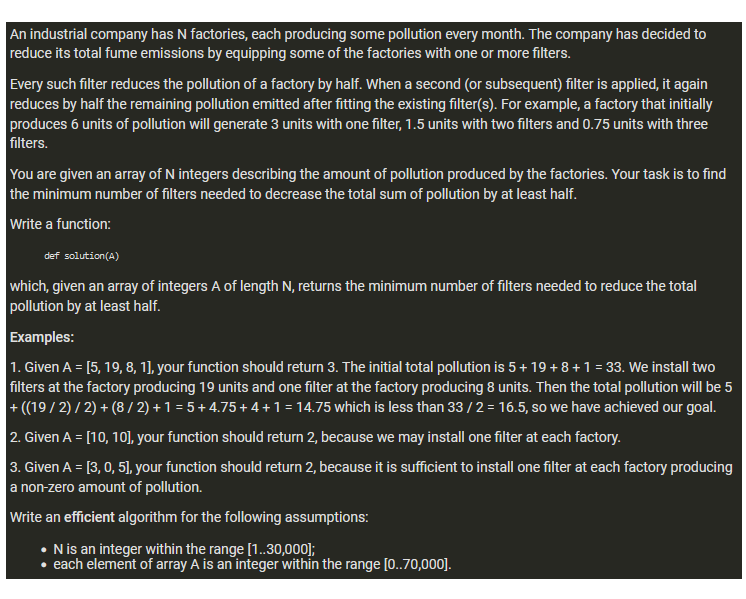 An industrial company has N factories, each producing some pollution every month. The company has decided to
reduce its total fume emissions by equipping some of the factories with one or more filters.
Every such filter reduces the pollution of a factory by half. When a second (or subsequent) filter is applied, it again
reduces by half the remaining pollution emitted after fitting the existing filter(s). For example, a factory that initially
produces 6 units of pollution will generate 3 units with one filter, 1.5 units with two filters and 0.75 units with three
filters.
You are given an array of N integers describing the amount of pollution produced by the factories. Your task is to find
the minimum number of filters needed to decrease the total sum of pollution by at least half.
Write a function:
def solution(A)
which, given an array of integers A of length N, returns the minimum number of filters needed to reduce the total
pollution by at least half.
Examples:
1. Given A = [5, 19, 8, 1], your function should return 3. The initial total pollution is 5 + 19 + 8 + 1 = 33. We install two
filters at the factory producing 19 units and one filter at the factory producing 8 units. Then the total pollution will be 5
+ ((19 / 2) / 2) + (8 / 2) + 1 = 5 + 4.75 + 4 + 1 = 14.75 which is less than 33 / 2 = 16.5, so we have achieved our goal.
2. Given A = [10, 10], your function should return 2, because we may install one filter at each factory.
3. Given A = [3, 0, 5], your function should return 2, because it is sufficient to install one filter at each factory producing
a non-zero amount of pollution.
Write an efficient algorithm for the following assumptions:
• N is an integer within the range [1..30,000];
• each element of array A is an integer within the range [0..70,000].